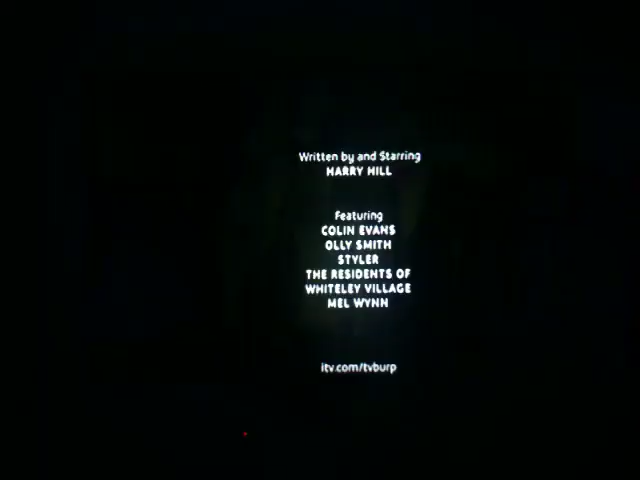 Written by and Starring
HARRY HILL
Featuring
COLIN EVANS
OLLY SMITH
STYLER
THE RESIDENTS OF
WHITELEY VILLAGE
MEL WYNN
itv.com/tvburp